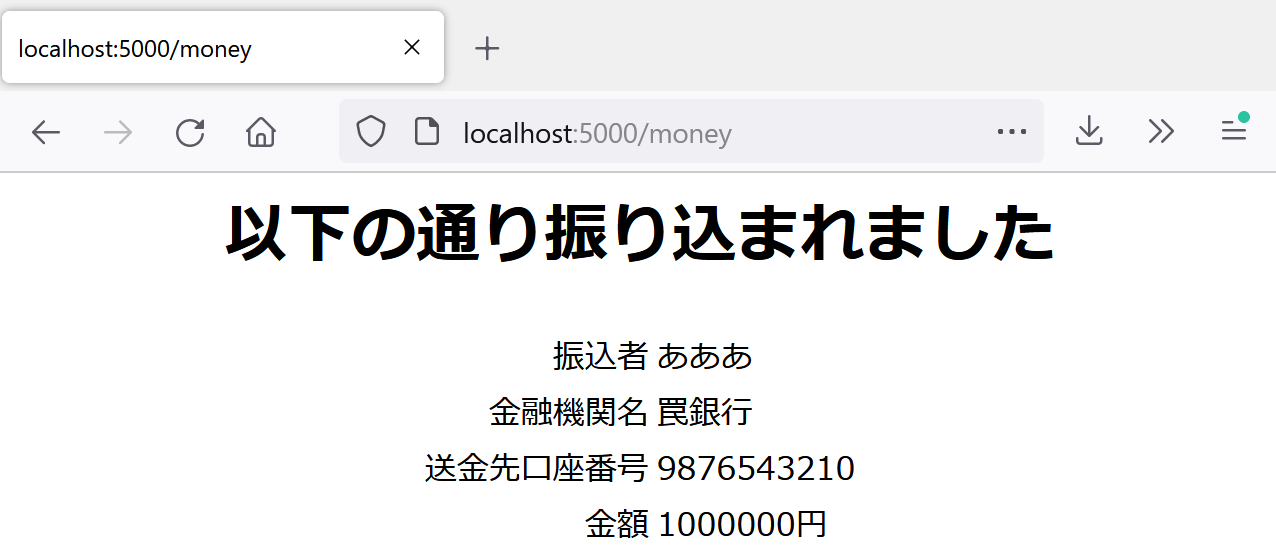 localhost:5000/money
localhost:5000/money
以下の通り振り込まれました
振込者 あああ
金融機関名 罠銀行
送金先口座番号 9876543210
金額 1000000円